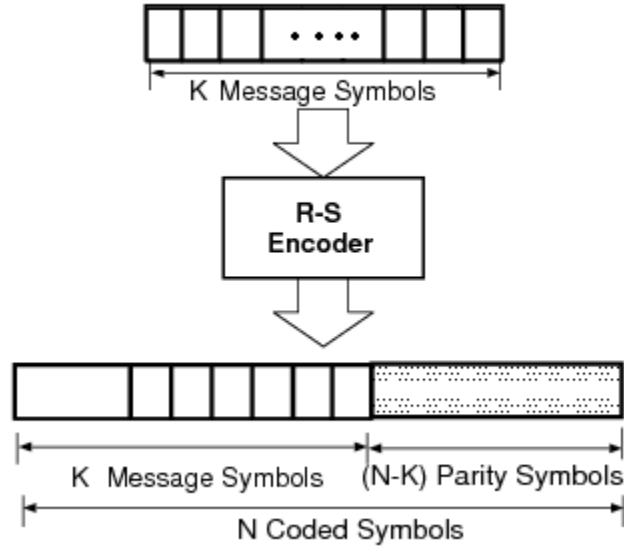 K Message Symbols
R-S
Encoder
K Message Symbols
(N-K) Parity Symbols
N Coded Symbols